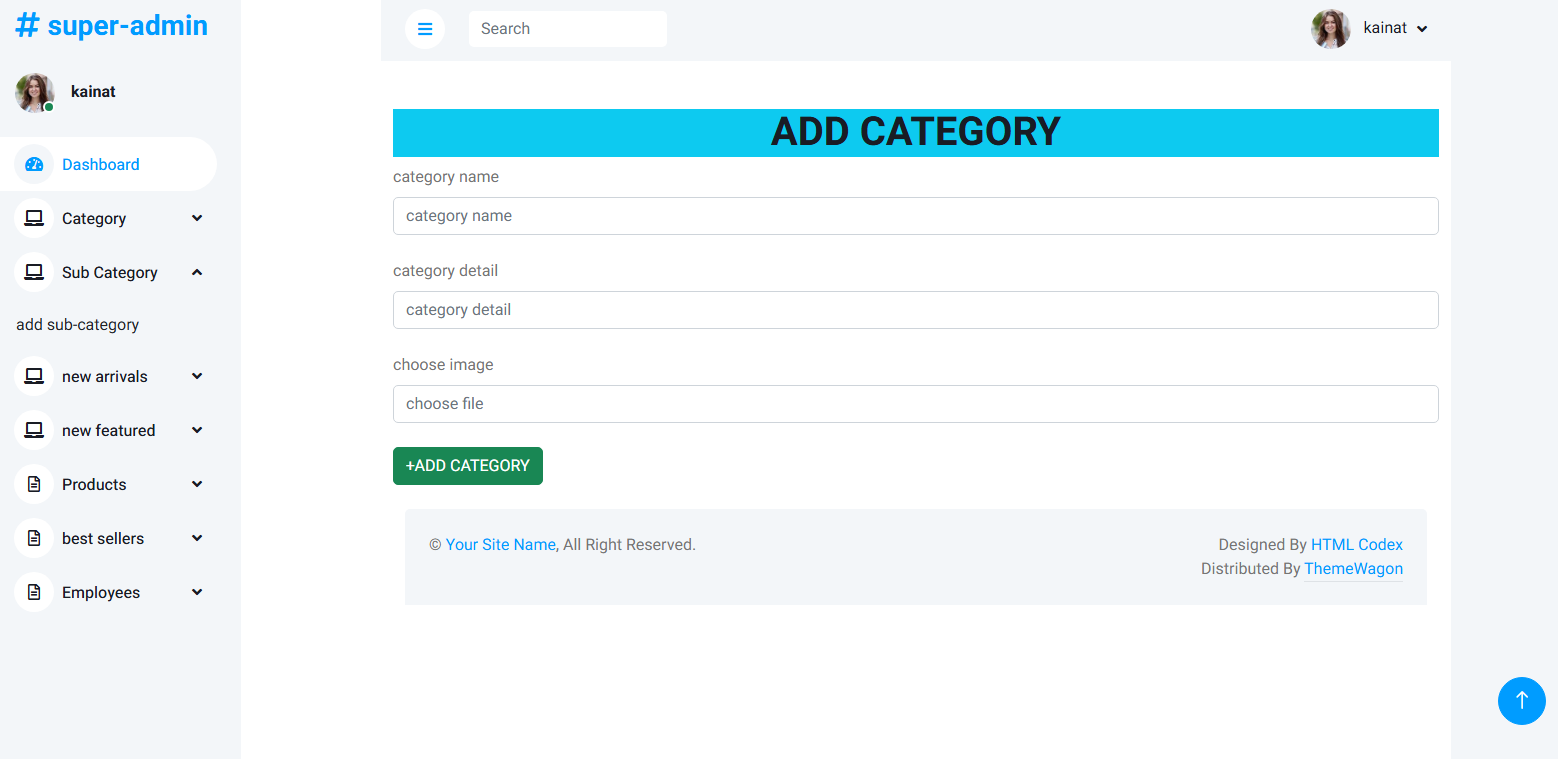 # super-admin
kainat
Dashboard
Category
Sub Category
add sub-category
new arrivals
new featured
Products
best sellers
Employees
Search
kainat
ADD CATEGORY
category name
category name
category detail
category detail
choose image
choose file
+ADD CATEGORY
© Your Site Name, All Right Reserved.
Designed By HTML Codex
Distributed By ThemeWagon